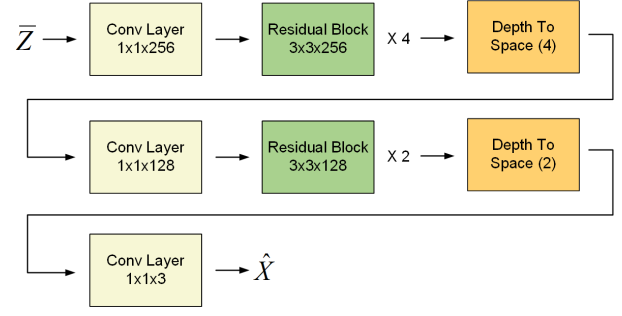 Z̅
Conv Layer
1x1x256
Residual Block
3x3x256
X 4
Depth To
Space (4)
Conv Layer
1x1x128
Residual Block
3x3x128
X 2
Depth To
Space (2)
Conv Layer
1x1x3
X̂